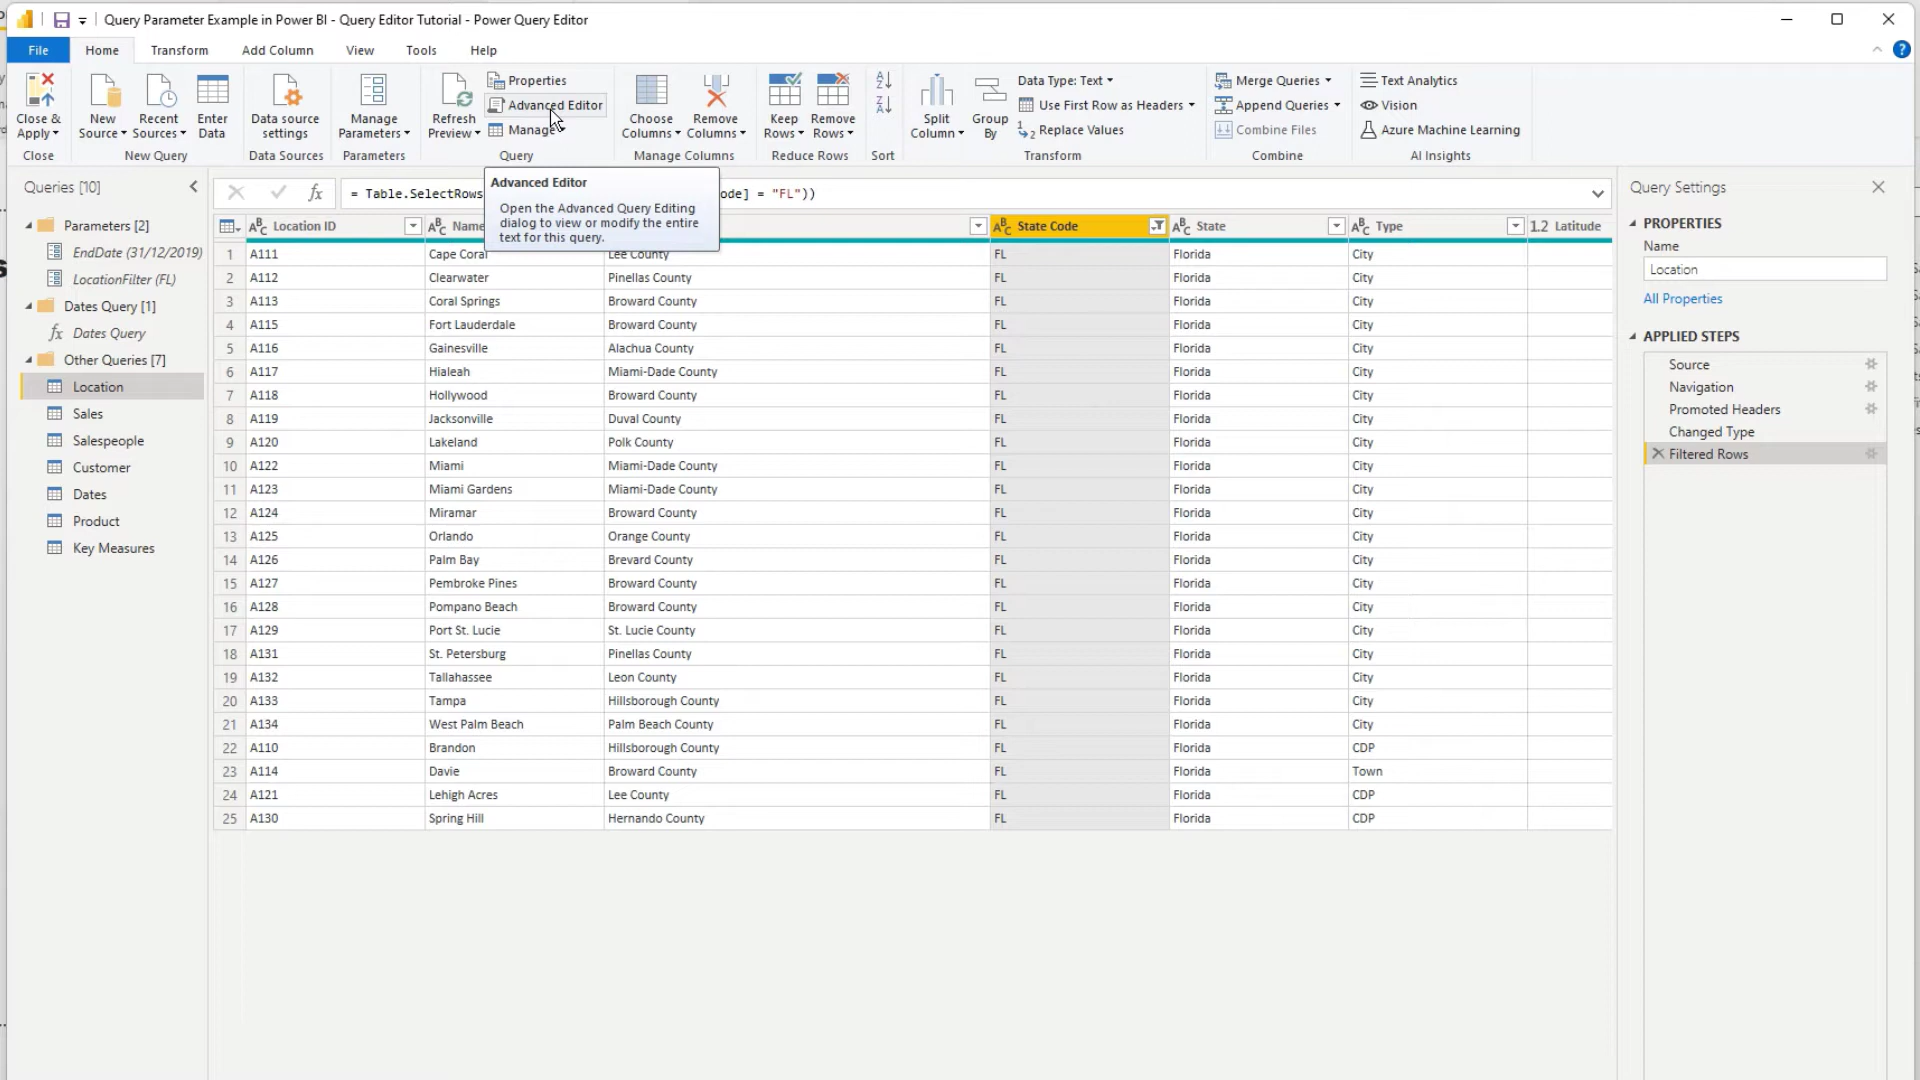 Query Parameter Example in Power BI - Query Editor Tutorial - Power Query Editor
File Home Transform Add Column View Tools Help
Close & Apply
New Source
Recent Sources
Enter Data
Data source settings
Manage Parameters
Refresh Preview
Properties
Advanced Editor
Manage
Choose Columns
Remove Columns
Keep Rows
Remove Rows
Split Column
Group By
Data Type: Text
Use First Row as Headers
Replace Values
Merge Queries
Append Queries
Combine Files
Text Analytics
Vision
Azure Machine Learning
Close New Query Data Sources Parameters Query Manage Columns Reduce Rows Sort Transform Combine AI Insights
Queries [10]
Parameters [2]
EndDate (31/12/2019)
LocationFilter (FL)
Dates Query [1]
fx Dates Query
Other Queries [7]
Location
Sales
Salespeople
Customer
Dates
Product
Key Measures
fx = Table.SelectRows ode] = "FL"))
Advanced Editor
Open the Advanced Query Editing
dialog to view or modify the entire
text for this query.
Location ID Name State Code State Type 1.2 Latitude
1 A111 Cape Coral Lee County FL Florida City
2 A112 Clearwater Pinellas County FL Florida City
3 A113 Coral Springs Broward County FL Florida City
4 A115 Fort Lauderdale Broward County FL Florida City
5 A116 Gainesville Alachua County FL Florida City
6 A117 Hialeah Miami-Dade County FL Florida City
7 A118 Hollywood Broward County FL Florida City
8 A119 Jacksonville Duval County FL Florida City
9 A120 Lakeland Polk County FL Florida City
10 A122 Miami Miami-Dade County FL Florida City
11 A123 Miami Gardens Miami-Dade County FL Florida City
12 A124 Miramar Broward County FL Florida City
13 A125 Orlando Orange County FL Florida City
14 A126 Palm Bay Brevard County FL Florida City
15 A127 Pembroke Pines Broward County FL Florida City
16 A128 Pompano Beach Broward County FL Florida City
17 A129 Port St. Lucie St. Lucie County FL Florida City
18 A131 St. Petersburg Pinellas County FL Florida City
19 A132 Tallahassee Leon County FL Florida City
20 A133 Tampa Hillsborough County FL Florida City
21 A134 West Palm Beach Palm Beach County FL Florida City
22 A110 Brandon Hillsborough County FL Florida CDP
23 A114 Davie Broward County FL Florida Town
24 A121 Lehigh Acres Lee County FL Florida CDP
25 A130 Spring Hill Hernando County FL Florida CDP
Query Settings
PROPERTIES
Name
Location
All Properties
APPLIED STEPS
Source
Navigation
Promoted Headers
Changed Type
Filtered Rows